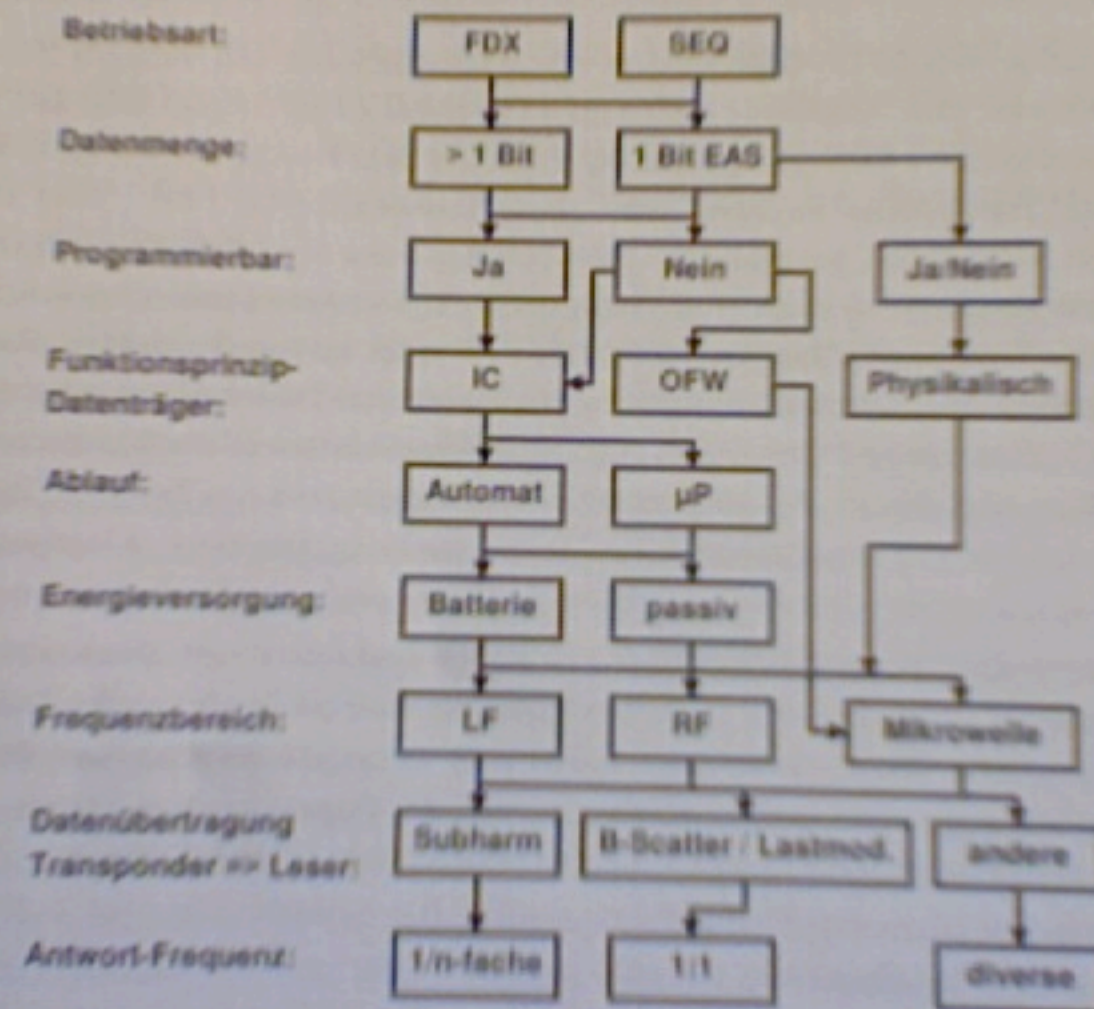 Betriebsart: FDX SEQ
Datenmenge: > 1 Bit 1 Bit EAS
Programmierbar: Ja Nein Ja/Nein
Funktionsprinzip-
Datenträger: IC OFW Physikalisch
Ablauf: Automat µP
Energieversorgung: Batterie passiv
Frequenzbereich: LF RF Mikrowelle
Datenübertragung
Transponder => Leser: Subharm B-Scatter / Lastmod. andere
Antwort-Frequenz: 1/n-fache 1:1 diverse